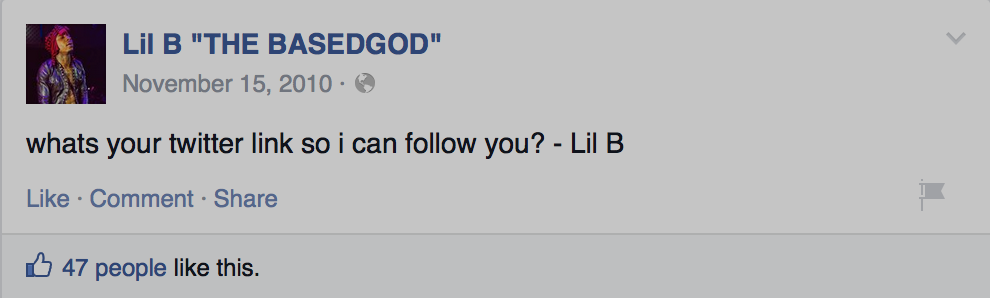 Lil B "THE BASEDGOD"
November 15, 2010 ·
whats your twitter link so i can follow you? - Lil B
Like · Comment · Share
47 people like this.